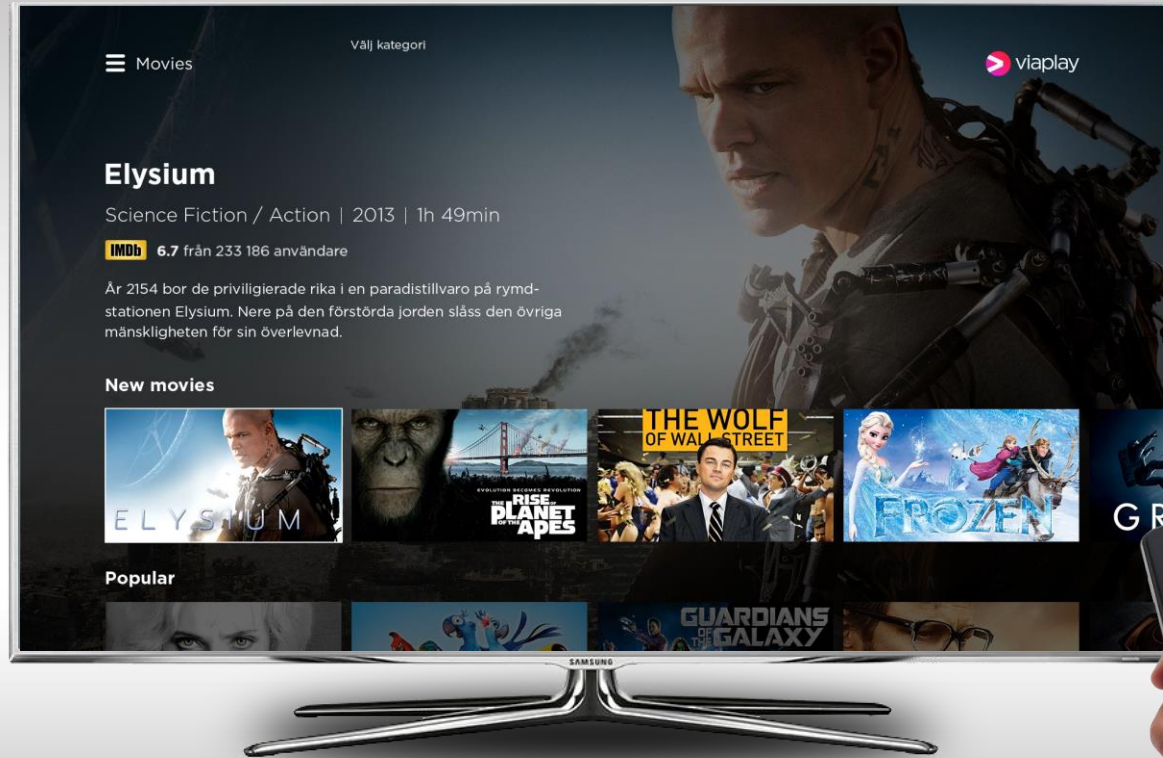 Välj kategori
Movies
viaplay
Elysium
Science Fiction / Action | 2013 | 1h 49min
IMDb 6.7 från 233 186 användare
År 2154 bor de priviligierade rika i en paradistillvaro på rymd-
stationen Elysium. Nere på den förstörda jorden slåss den övriga
mänskligheten för sin överlevnad.
New movies
ELYSIUM
EVOLUTION BECOMES REVOLUTION
THE RISE OF
PLANET
OF THE APES
THE WOLF
OF WALL STREET
FROZEN
GR
Popular
GUARDIANS
OF THE GALAXY
SAMSUNG